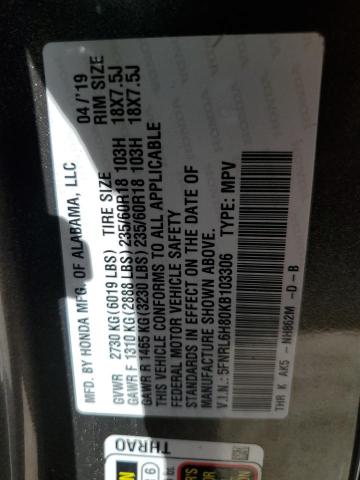 MFD. BY HONDA MFG. OF ALABAMA, LLC 04/'19
TIRE SIZE RIM SIZE
GVWR 2730 KG(6019 LBS)
GAWR F 1310 KG(2888 LBS) 235/60R18 103H 18X7.5J
GAWR R 1465 KG(3230 LBS) 235/60R18 103H 18X7.5J
THIS VEHICLE CONFORMS TO ALL APPLICABLE
FEDERAL MOTOR VEHICLE SAFETY
STANDARDS IN EFFECT ON THE DATE OF
MANUFACTURE SHOWN ABOVE.
V.I.N.: 5FNRL6H80KB103306 TYPE: MPV
THR K AK5 - NH862M -D -B
THRAO